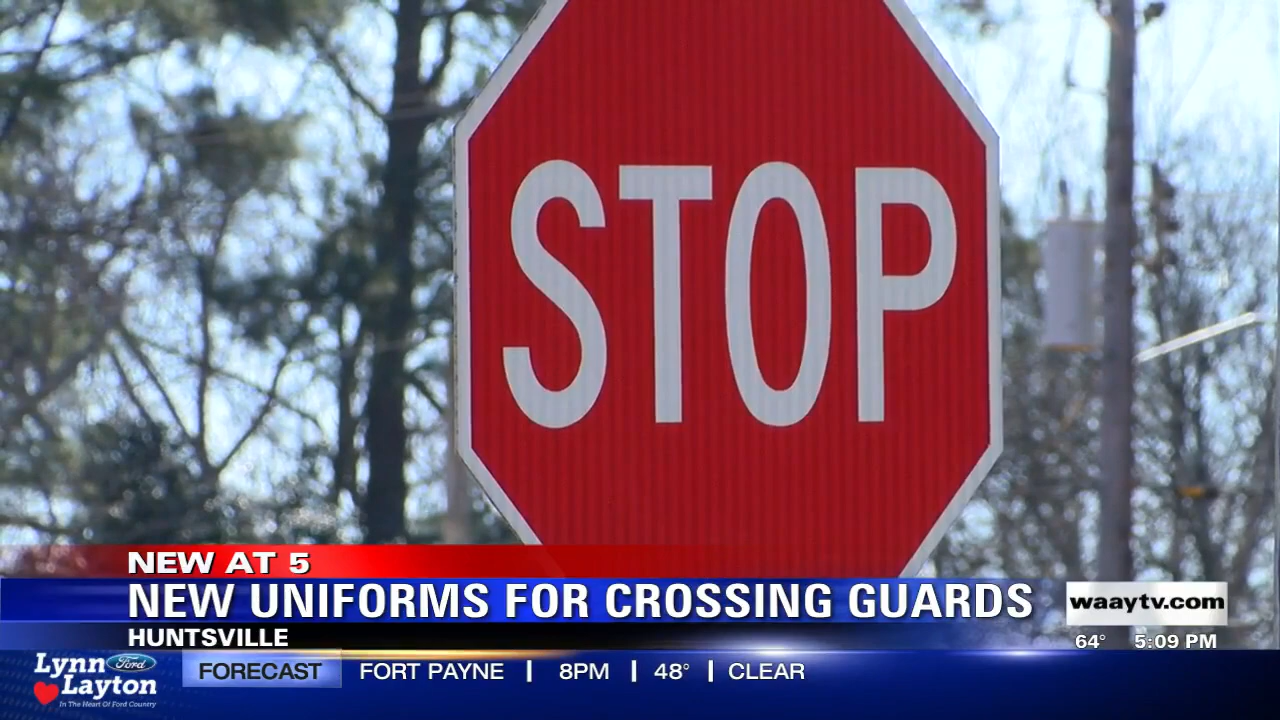 STOP
NEW AT 5
NEW UNIFORMS FOR CROSSING GUARDS
waaytv.com
HUNTSVILLE
64° 5:09 PM
Lynn Ford
Layton
In The Heart Of Ford Country
FORECAST FORT PAYNE | 8PM | 48° | CLEAR